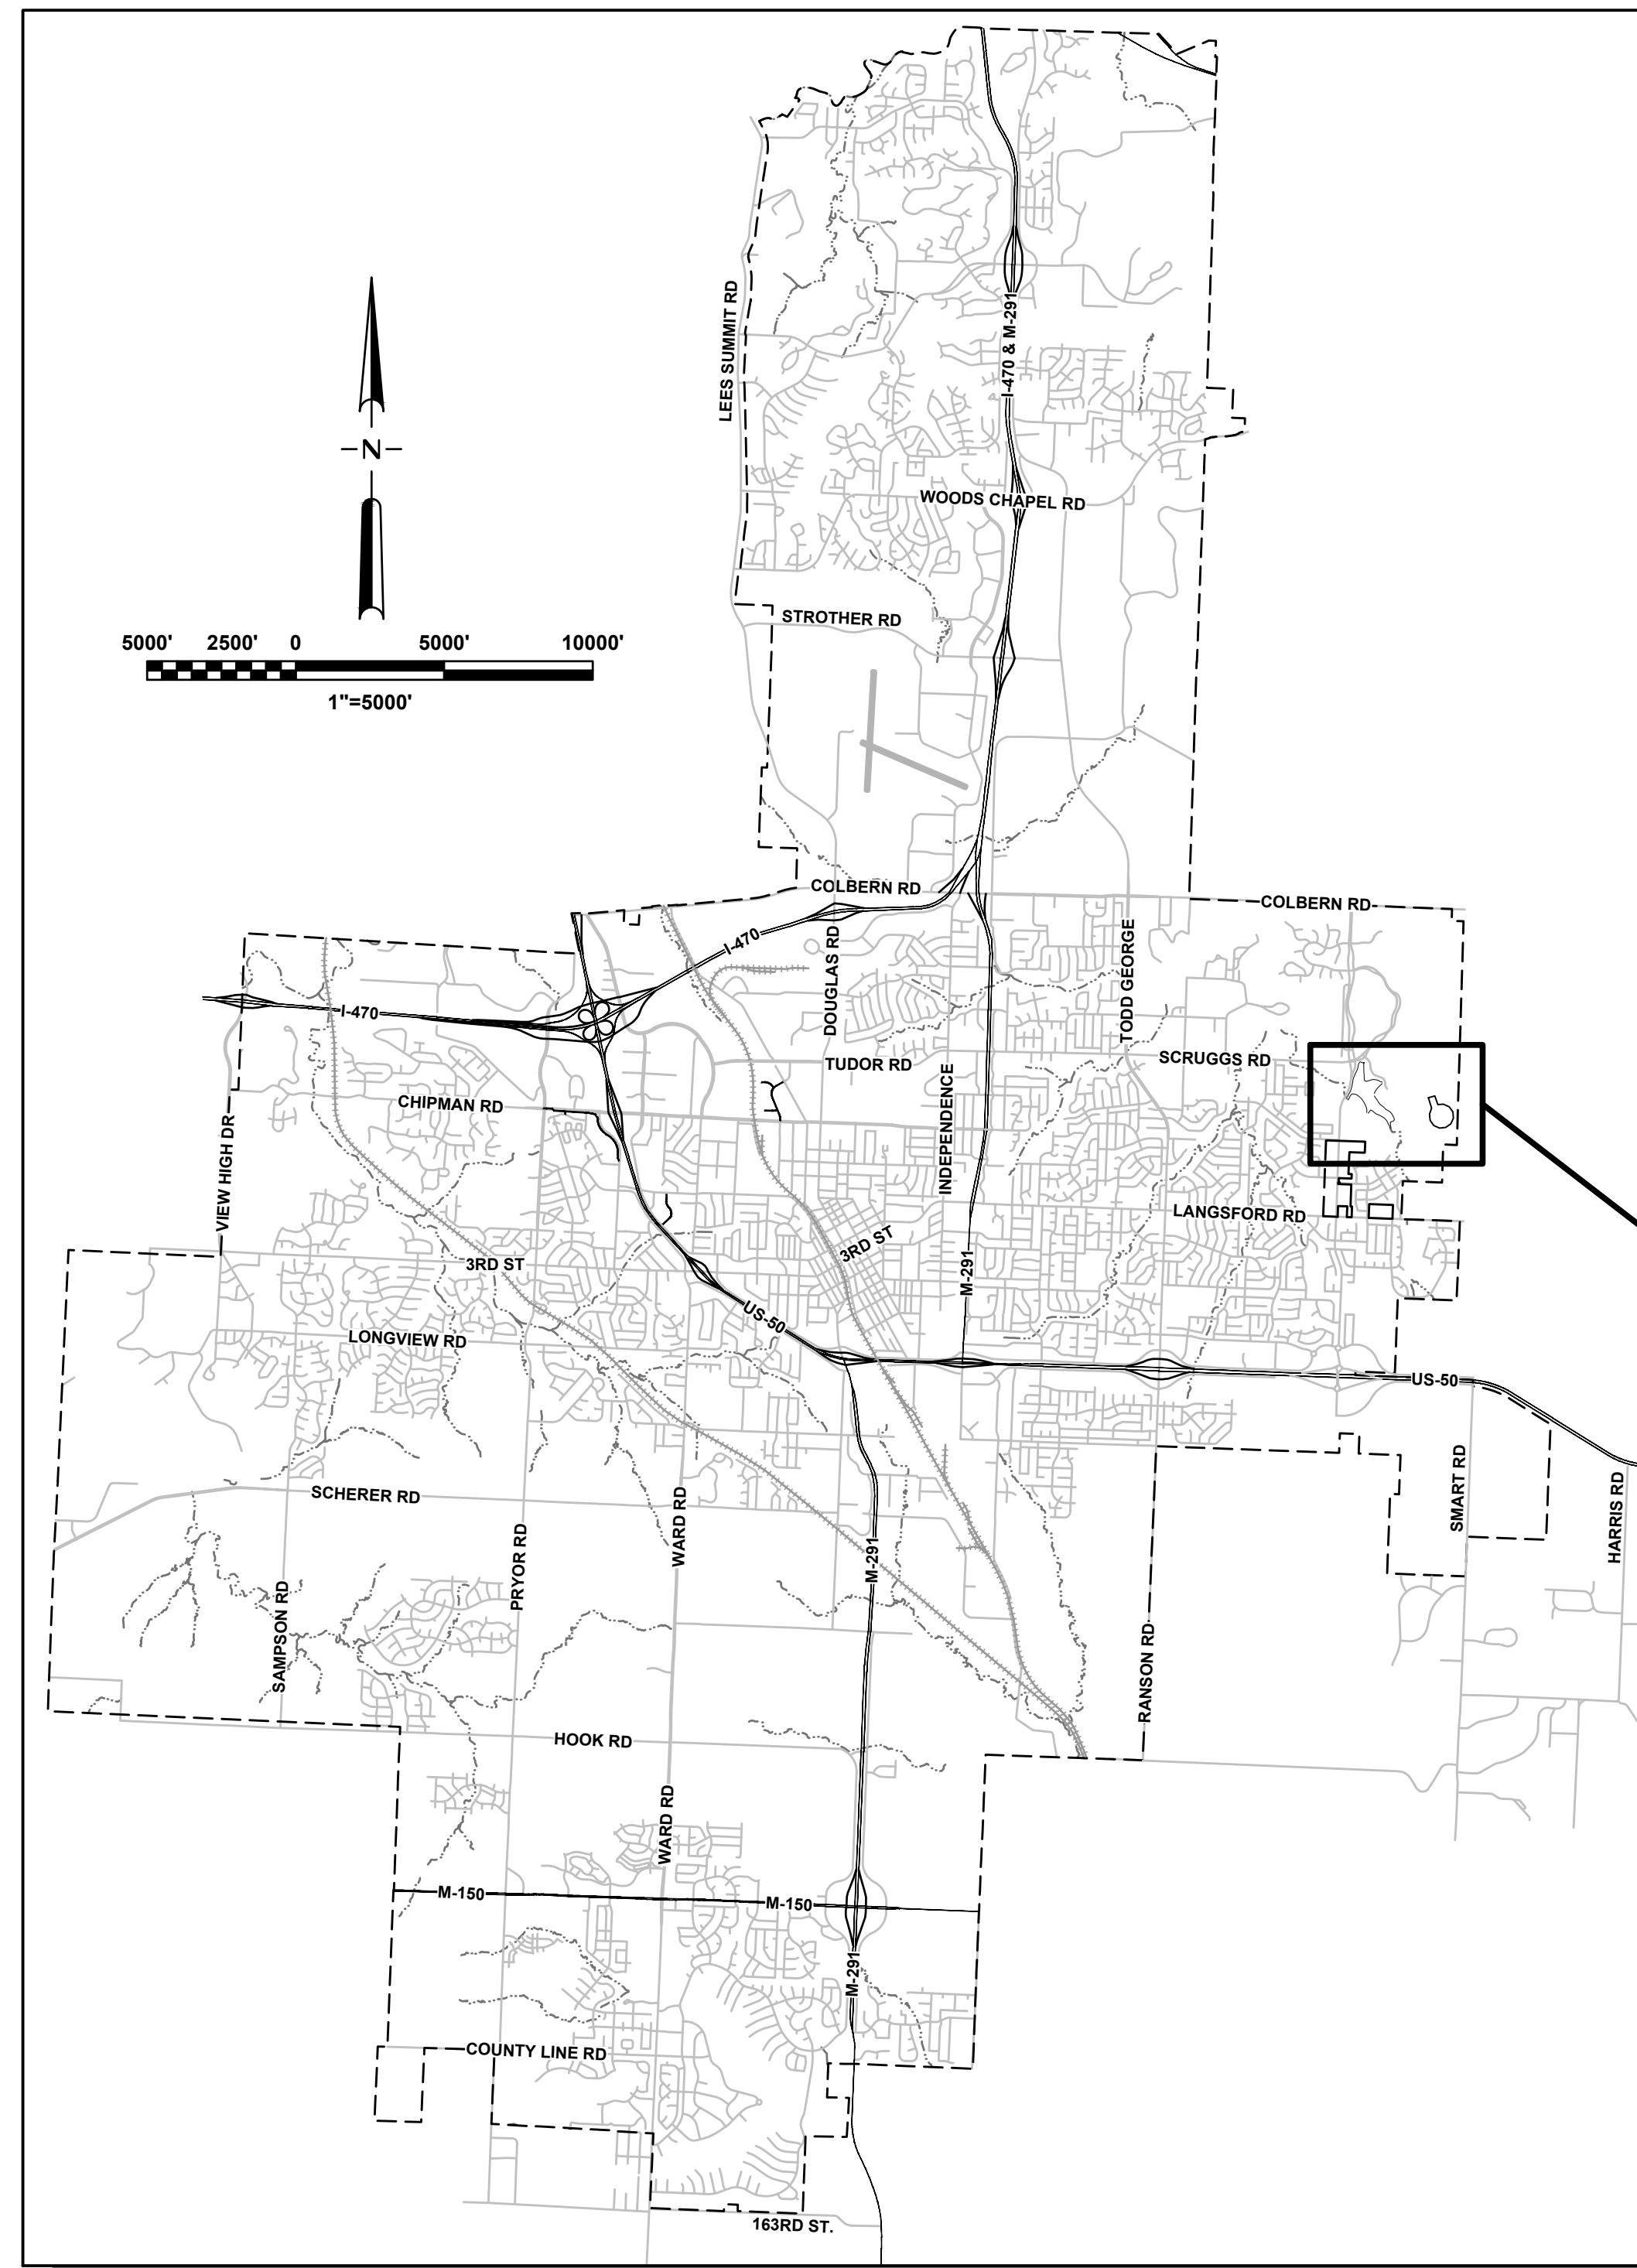 LEES SUMMIT RD
I-470 & M-291
N
WOODS CHAPEL RD
STROTHER RD
5000' 2500' 0 5000' 10000'
1"=5000'
COLBERN RD
COLBERN RD
I-470
DOUGLAS RD
TODD GEORGE
I-470
TUDOR RD
SCRUGGS RD
CHIPMAN RD
INDEPENDENCE
VIEW HIGH DR
LANGSFORD RD
3RD ST
3RD ST
M-291
US-50
LONGVIEW RD
US-50
SCHERER RD
WARD RD
SMART RD
HARRIS RD
PRYOR RD
M-291
SAMPSON RD
RANSON RD
HOOK RD
WARD RD
M-150
M-150
M-291
COUNTY LINE RD
163RD ST.